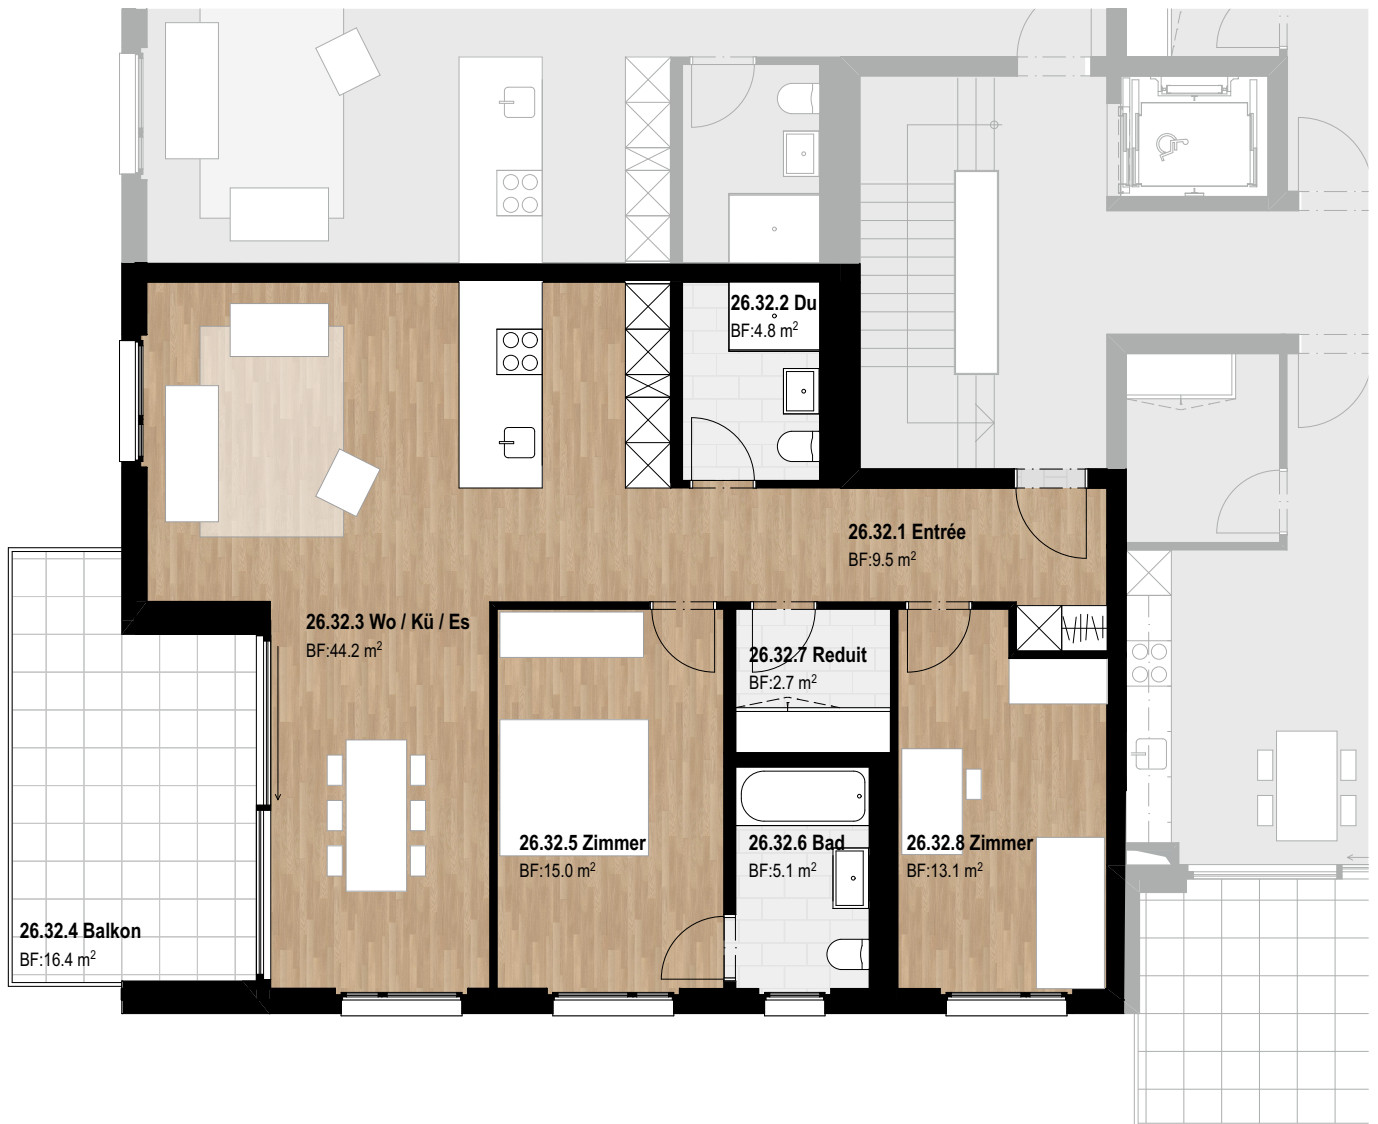 26.32.2 Du
BF:4.8 m²
26.32.1 Entrée
BF:9.5 m²
26.32.3 Wo / Kü / Es
BF:44.2 m²
26.32.7 Reduit
BF:2.7 m²
26.32.5 Zimmer
BF:15.0 m²
26.32.6 Bad
BF:5.1 m²
26.32.8 Zimmer
BF:13.1 m²
26.32.4 Balkon
BF:16.4 m²